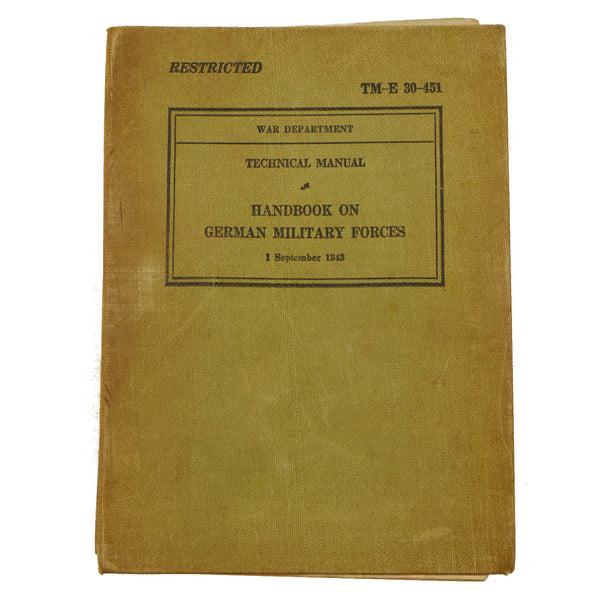 RESTRICTED
TM-E 30-451
WAR DEPARTMENT
TECHNICAL MANUAL
HANDBOOK ON
GERMAN MILITARY FORCES
1 September 1943